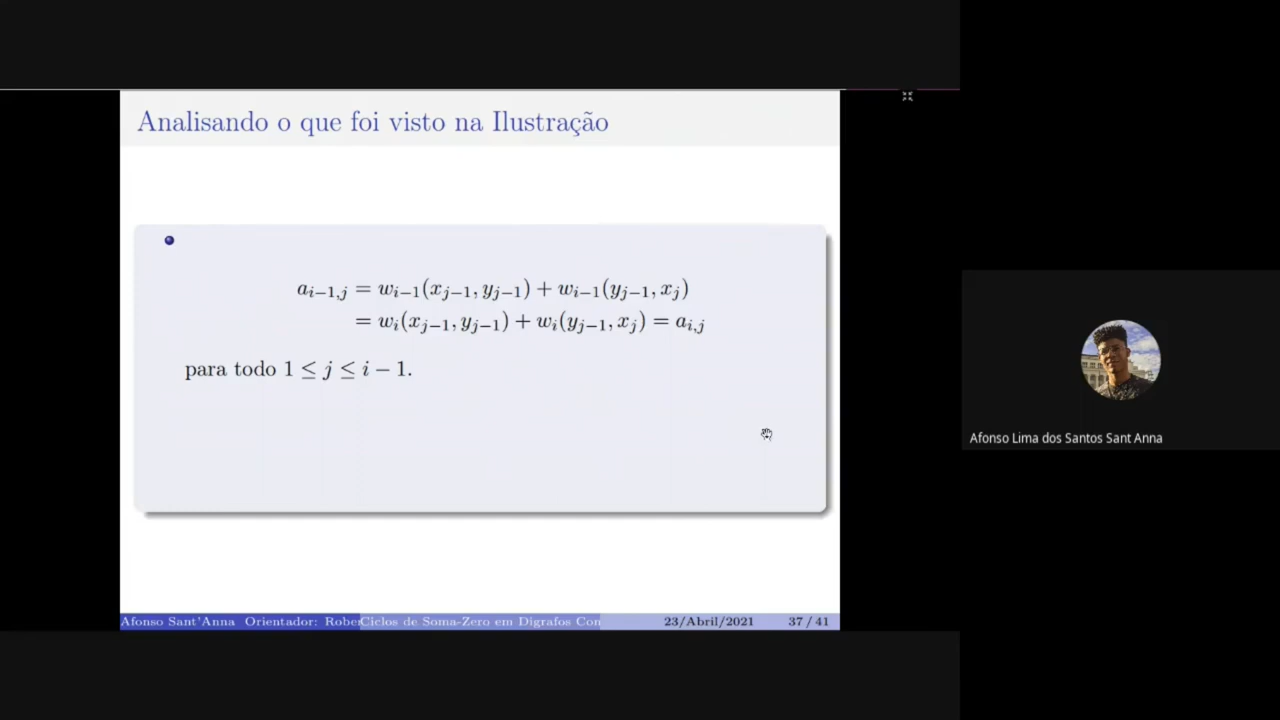 Analisando o que foi visto na Ilustração
a_{i−1,j} = w_{i−1}(x_{j−1}, y_{j−1}) + w_{i−1}(y_{j−1}, x_j)
= w_i(x_{j−1}, y_{j−1}) + w_i(y_{j−1}, x_j) = a_{i,j}
para todo 1 ≤ j ≤ i − 1.
Afonso Lima dos Santos Sant Anna
Afonso Sant'Anna Orientador: Rober Ciclos de Soma-Zero em Digrafos Con 23/Abril/2021 37 / 41